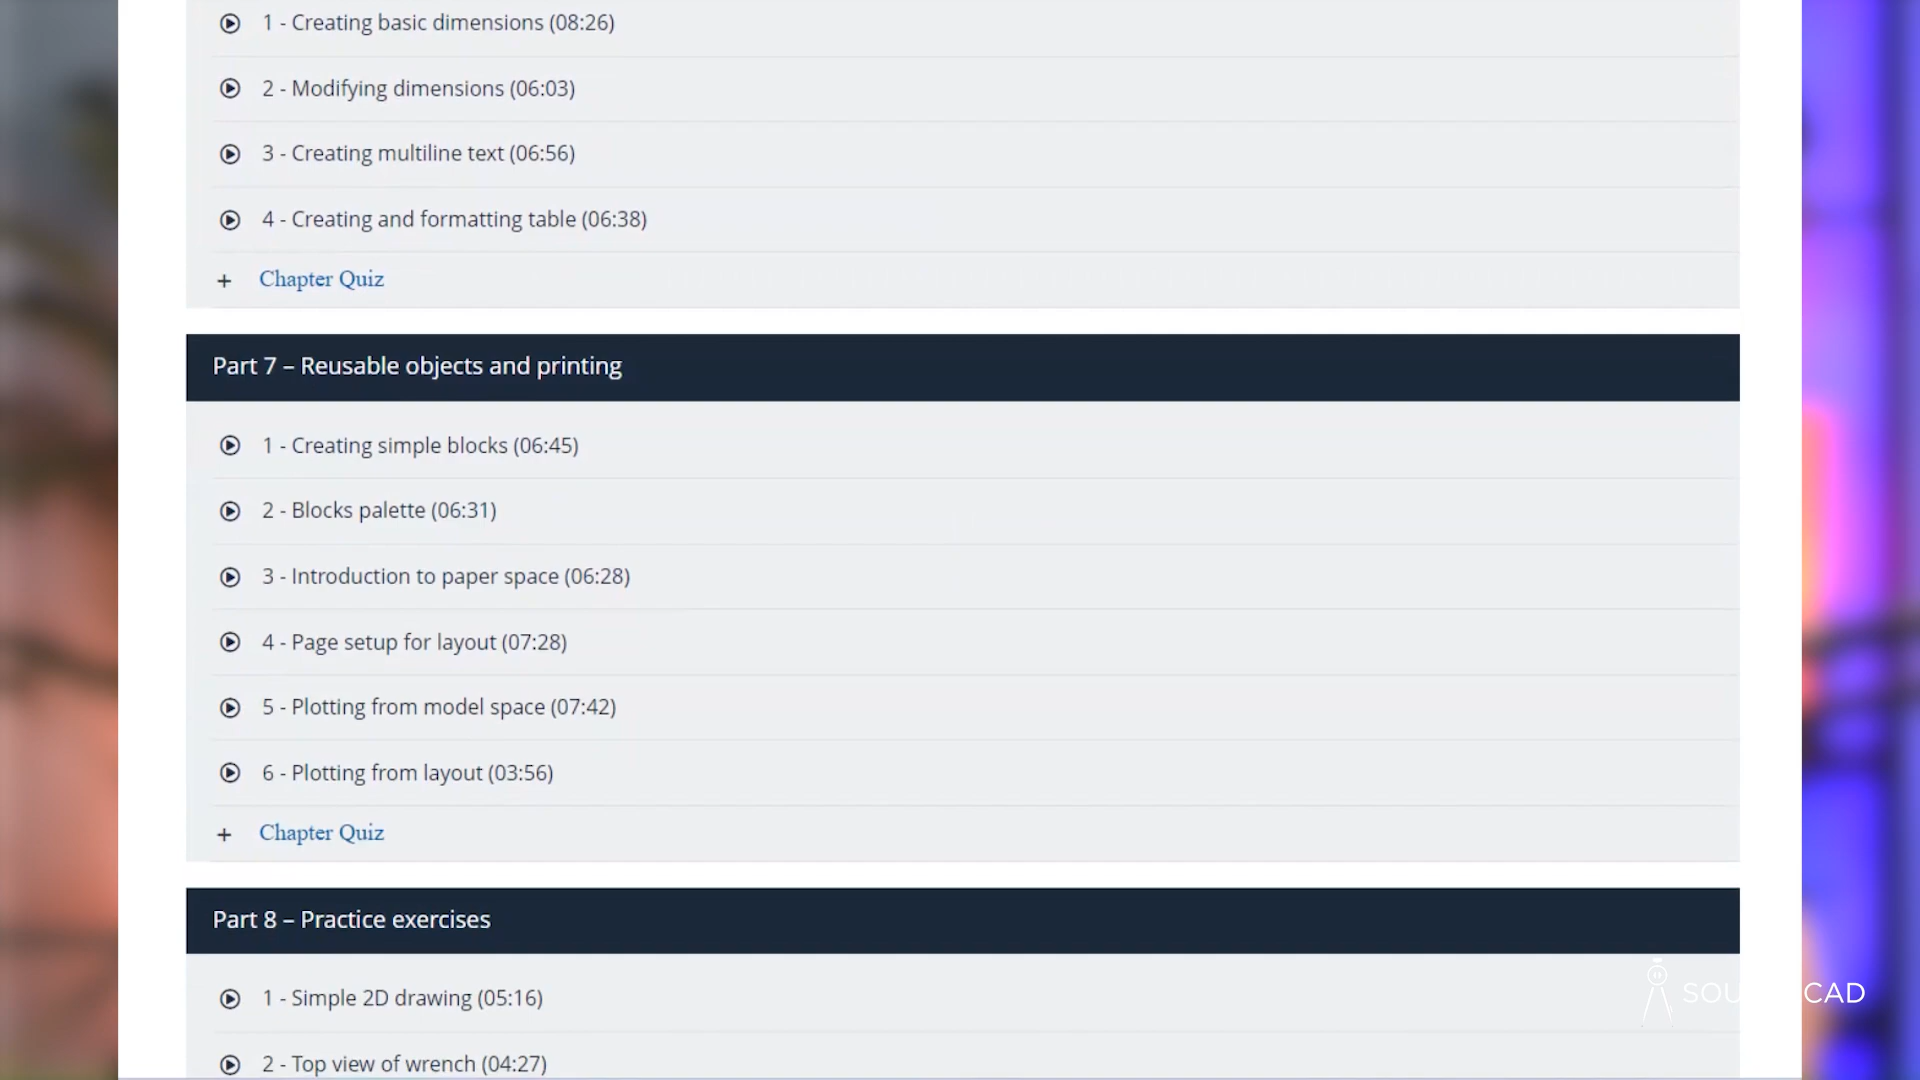 1 - Creating basic dimensions (08:26)
2 - Modifying dimensions (06:03)
3 - Creating multiline text (06:56)
4 - Creating and formatting table (06:38)
+ Chapter Quiz
Part 7 – Reusable objects and printing
1 - Creating simple blocks (06:45)
2 - Blocks palette (06:31)
3 - Introduction to paper space (06:28)
4 - Page setup for layout (07:28)
5 - Plotting from model space (07:42)
6 - Plotting from layout (03:56)
+ Chapter Quiz
Part 8 – Practice exercises
1 - Simple 2D drawing (05:16)
2 - Top view of wrench (04:27)
CAD